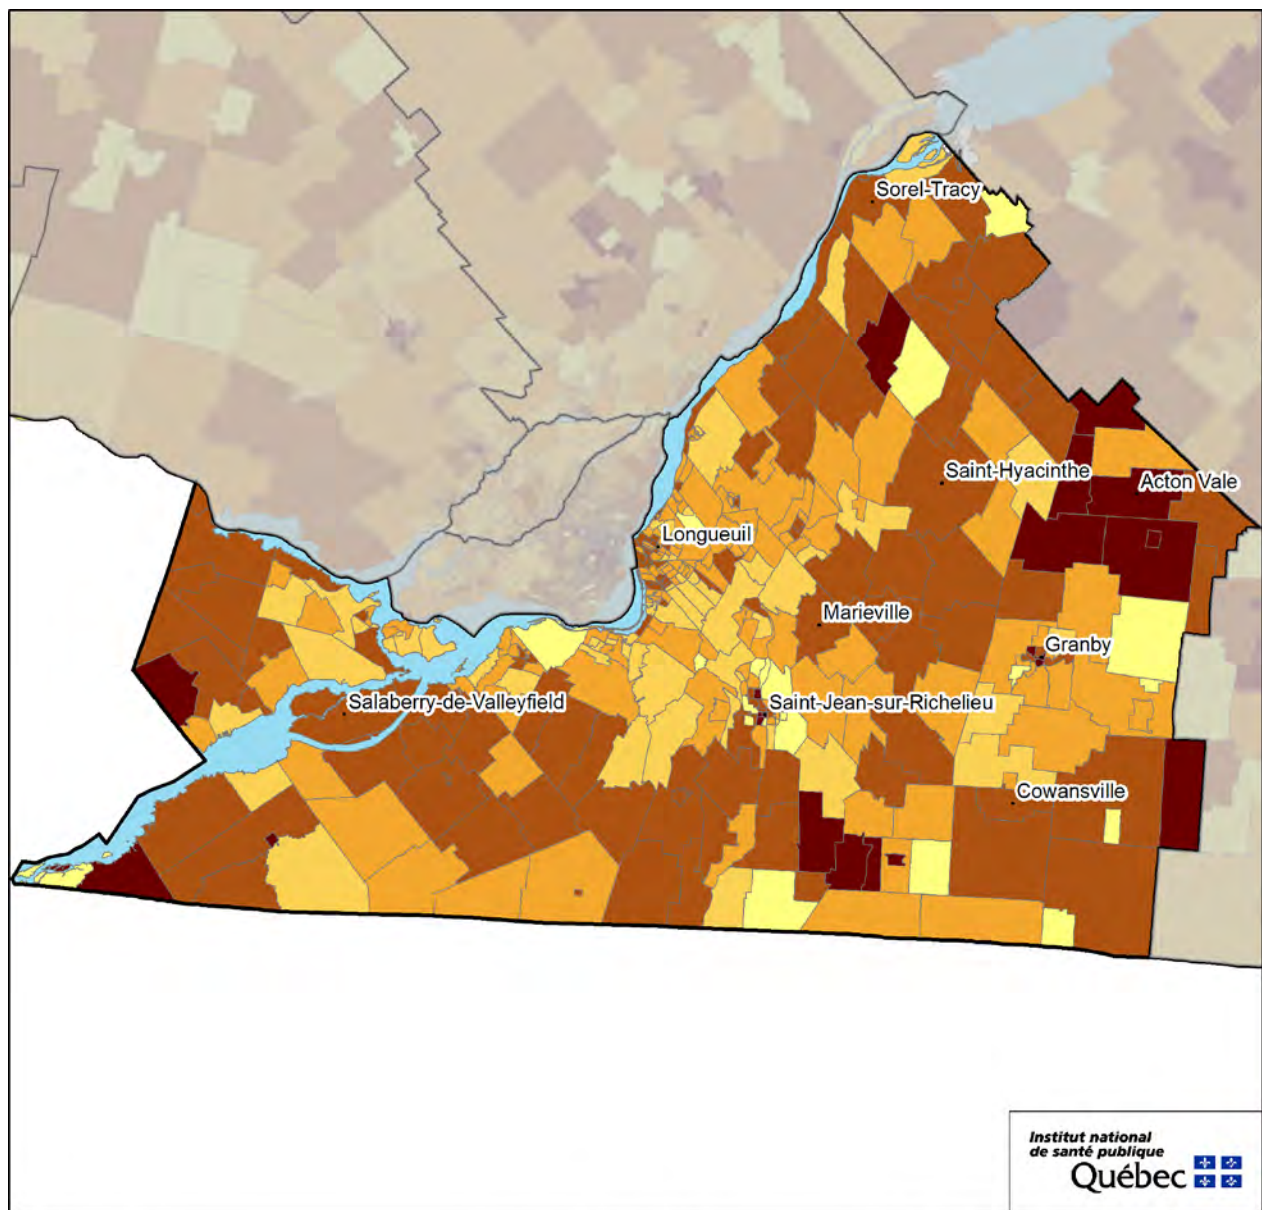 Sorel-Tracy
Saint-Hyacinthe
Acton Vale
Longueuil
Marieville
Granby
Salaberry-de-Valleyfield
Saint-Jean-sur-Richelieu
Cowansville
Institut national
de santé publique
Québec